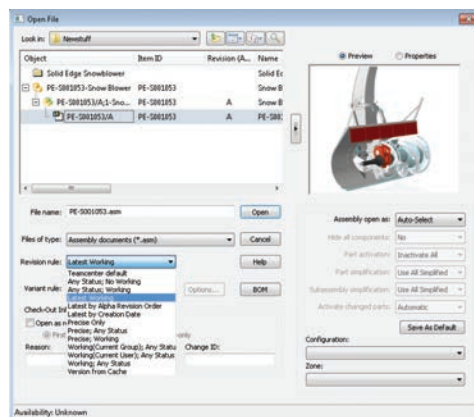 Open File
Look in: Newstuff
Object Item ID Revision (A... Name
Solid Edge Snowblower Solid Ed
PE-S001053-Snow Blower PE-S001053 Snow B
PE-S001053/A;1-Sno... PE-S001053 A Snow B
PE-S001053/A PE-S001053 A PE-S00
Preview Properties
File name: PE-S001053.asm Open
Files of type: Assembly documents (*.asm) Cancel
Revision rule: Latest Working Help
Teamcenter default
Any Status; No Working
Any Status; Working
Latest Working
Latest by Alpha Revision Order
Latest by Creation Date
Precise Only
Precise; Any Status
Precise; Working
Working(Current Group); Any Statu
Working(Current User); Any Status
Working; Any Status
Version from Cache
Variant rule: Options... BOM
Check-Out In
Open as r
First only
Reason: Change ID:
Assembly open as: Auto-Select
Hide all components: No
Part activation: Inactivate All
Part simplification: Use All Simplified
Subassembly simplification: Use All Simplified
Activate changed parts: Automatic
Save As Default
Configuration:
Zone:
Availability: Unknown